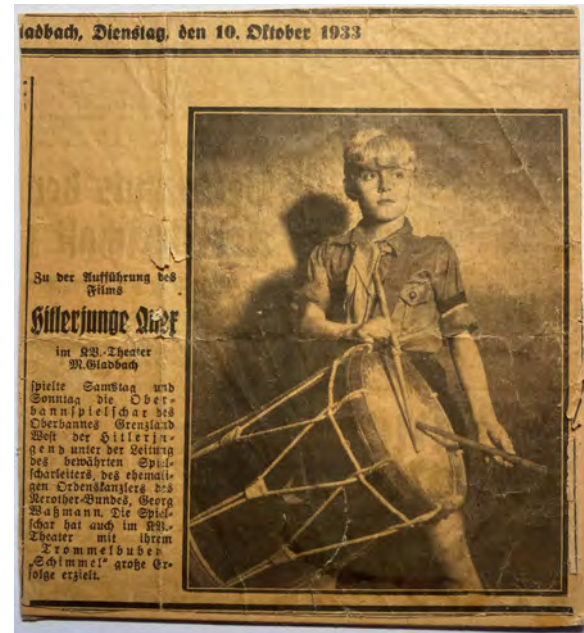 ladbach, Dienstag, den 10. Oktober 1933
Zu der Aufführung des
Films
Hitlerjunge Quex
im KV.-Theater
M.Gladbach
spielte Samstag und
Sonntag die Ober-
bannspielschar des
Oberbannes Grenzland
West der Hitlerju-
gend unter der Leitung
des bewährten Spiel-
scharleiters, des ehemali-
gen Ordenskanzlers des
Nerother-Bundes, Georg
Waßmann. Die Spiel-
schar hat auch im KV.-
Theater mit ihrem
Trommelbuben
„Schimmel“ große Er-
folge erzielt.